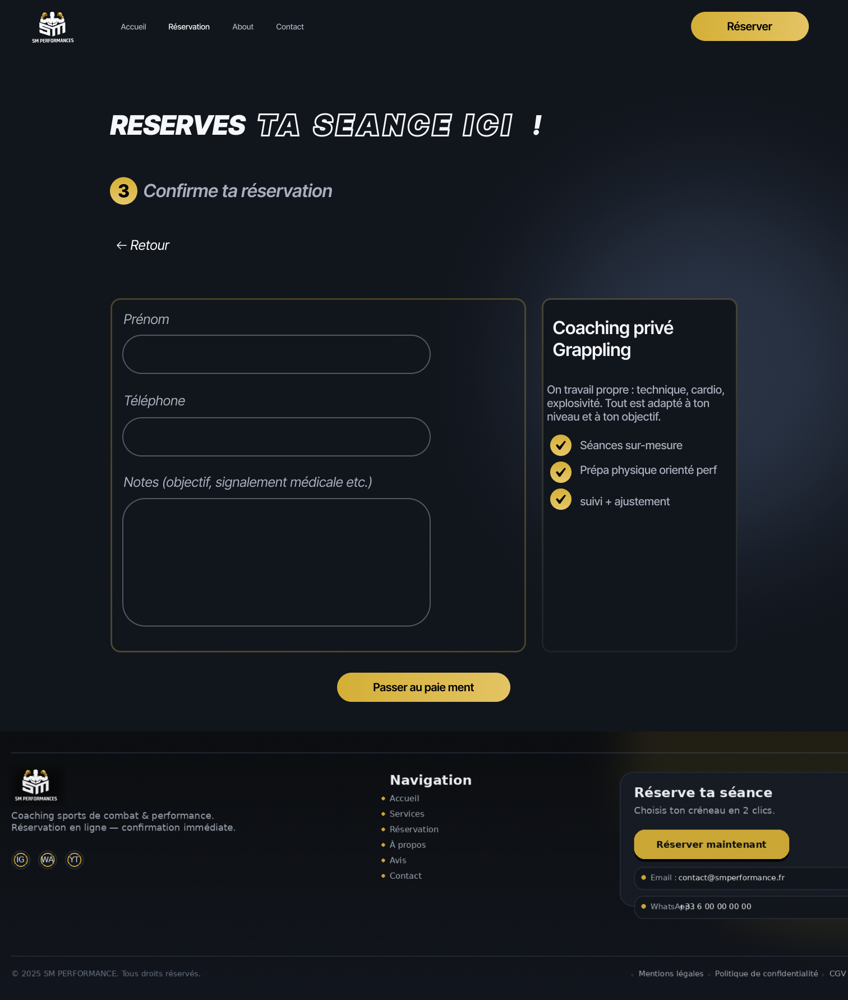 SM PERFORMANCES
Accueil
Réservation
About
Contact
Réserver
RESERVES TA SEANCE ICI !
3 Confirme ta réservation
← Retour
Prénom
Téléphone
Notes (objectif, signalement médicale etc.)
Coaching privé
Grappling
On travail propre : technique, cardio,
explosivité. Tout est adapté à ton
niveau et à ton objectif.
Séances sur-mesure
Prépa physique orienté perf
suivi + ajustement
Passer au paie ment
SM PERFORMANCES
Coaching sports de combat & performance.
Réservation en ligne — confirmation immédiate.
IG
WA
YT
Navigation
Accueil
Services
Réservation
À propos
Avis
Contact
Réserve ta séance
Choisis ton créneau en 2 clics.
Réserver maintenant
Email : contact@smperformance.fr
WhatsApp : +33 6 00 00 00 00
© 2025 SM PERFORMANCE. Tous droits réservés.
Mentions légales
Politique de confidentialité
CGV